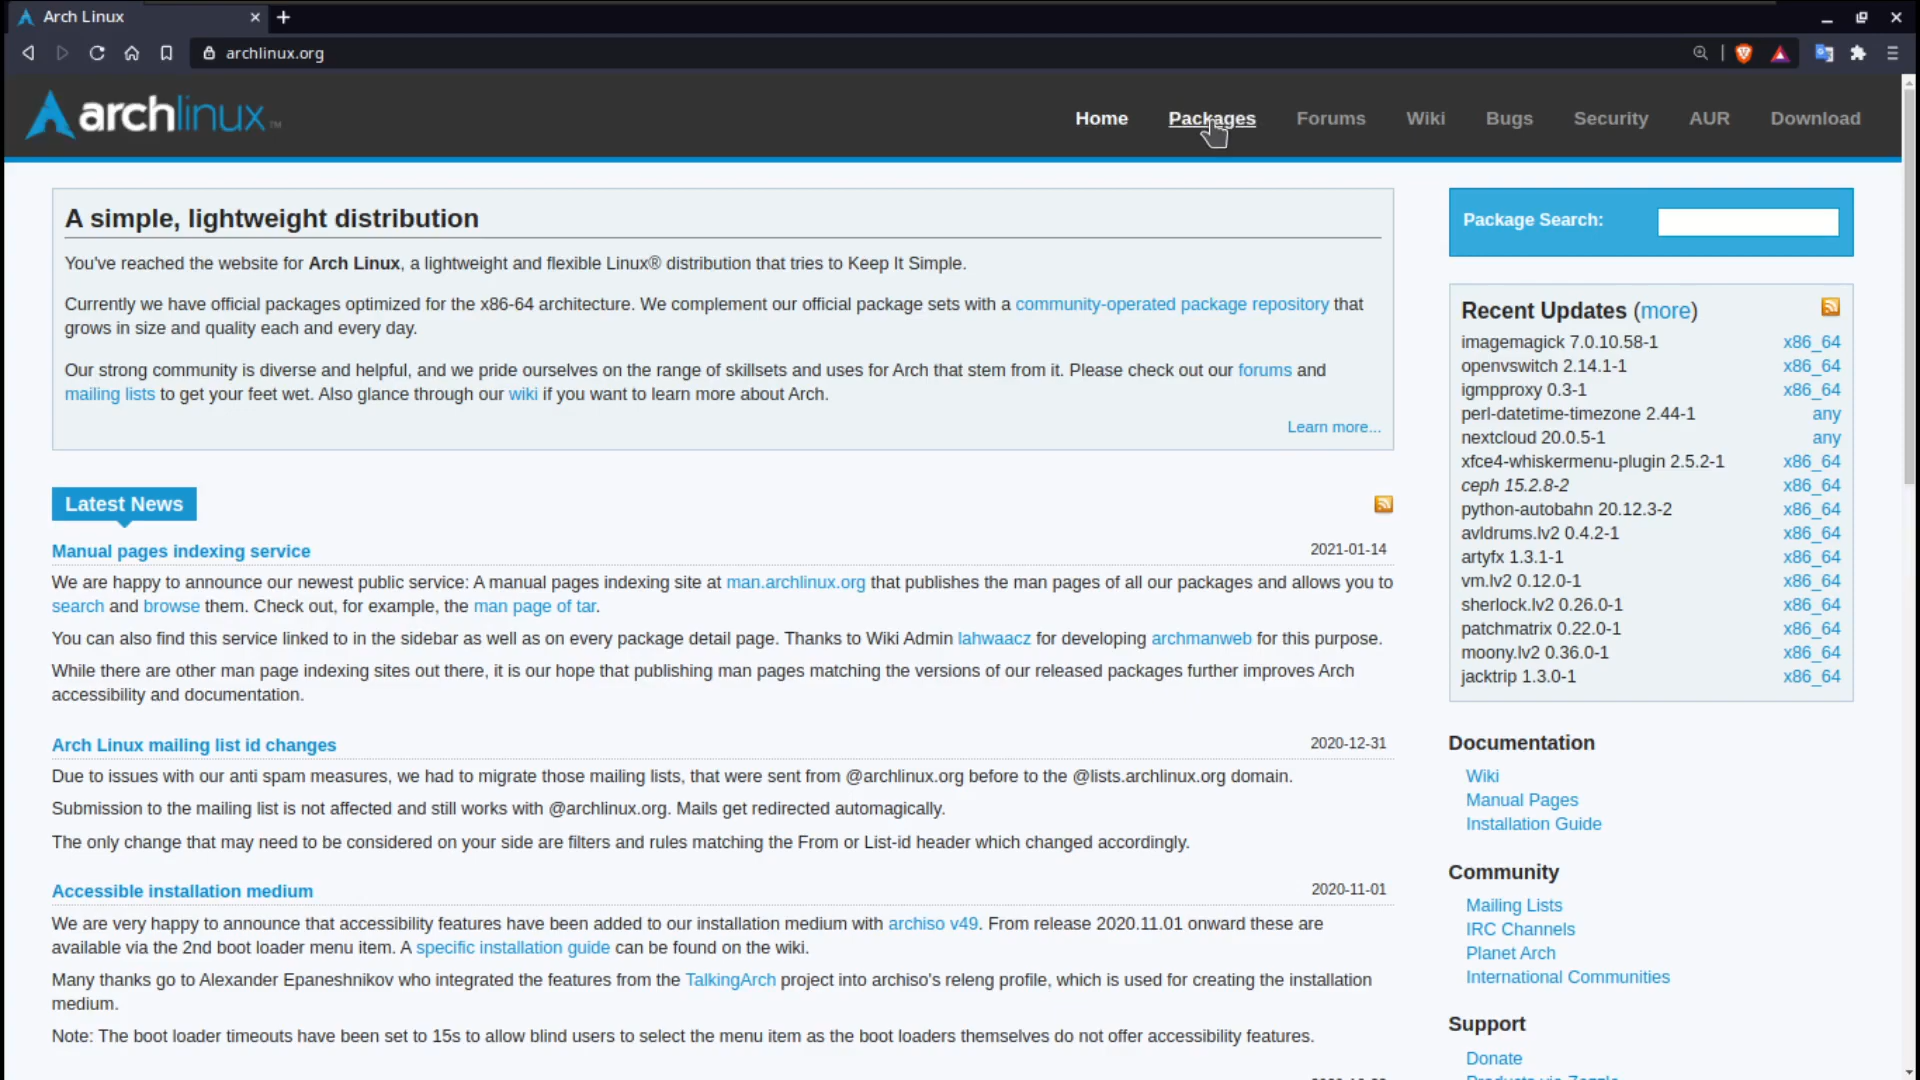 Arch Linux
archlinux.org
archlinux™
Home Packages Forums Wiki Bugs Security AUR Download
A simple, lightweight distribution
You've reached the website for Arch Linux, a lightweight and flexible Linux® distribution that tries to Keep It Simple.
Currently we have official packages optimized for the x86-64 architecture. We complement our official package sets with a community-operated package repository that
grows in size and quality each and every day.
Our strong community is diverse and helpful, and we pride ourselves on the range of skillsets and uses for Arch that stem from it. Please check out our forums and
mailing lists to get your feet wet. Also glance through our wiki if you want to learn more about Arch.
Learn more...
Latest News
Manual pages indexing service 2021-01-14
We are happy to announce our newest public service: A manual pages indexing site at man.archlinux.org that publishes the man pages of all our packages and allows you to
search and browse them. Check out, for example, the man page of tar.
You can also find this service linked to in the sidebar as well as on every package detail page. Thanks to Wiki Admin lahwaacz for developing archmanweb for this purpose.
While there are other man page indexing sites out there, it is our hope that publishing man pages matching the versions of our released packages further improves Arch
accessibility and documentation.
Arch Linux mailing list id changes 2020-12-31
Due to issues with our anti spam measures, we had to migrate those mailing lists, that were sent from @archlinux.org before to the @lists.archlinux.org domain.
Submission to the mailing list is not affected and still works with @archlinux.org. Mails get redirected automagically.
The only change that may need to be considered on your side are filters and rules matching the From or List-id header which changed accordingly.
Accessible installation medium 2020-11-01
We are very happy to announce that accessibility features have been added to our installation medium with archiso v49. From release 2020.11.01 onward these are
available via the 2nd boot loader menu item. A specific installation guide can be found on the wiki.
Many thanks go to Alexander Epaneshnikov who integrated the features from the TalkingArch project into archiso's releng profile, which is used for creating the installation
medium.
Note: The boot loader timeouts have been set to 15s to allow blind users to select the menu item as the boot loaders themselves do not offer accessibility features.
Package Search:
Recent Updates (more)
imagemagick 7.0.10.58-1 x86_64
openvswitch 2.14.1-1 x86_64
igmpproxy 0.3-1 x86_64
perl-datetime-timezone 2.44-1 any
nextcloud 20.0.5-1 any
xfce4-whiskermenu-plugin 2.5.2-1 x86_64
ceph 15.2.8-2 x86_64
python-autobahn 20.12.3-2 x86_64
avldrums.lv2 0.4.2-1 x86_64
artyfx 1.3.1-1 x86_64
vm.lv2 0.12.0-1 x86_64
sherlock.lv2 0.26.0-1 x86_64
patchmatrix 0.22.0-1 x86_64
moony.lv2 0.36.0-1 x86_64
jacktrip 1.3.0-1 x86_64
Documentation
Wiki
Manual Pages
Installation Guide
Community
Mailing Lists
IRC Channels
Planet Arch
International Communities
Support
Donate